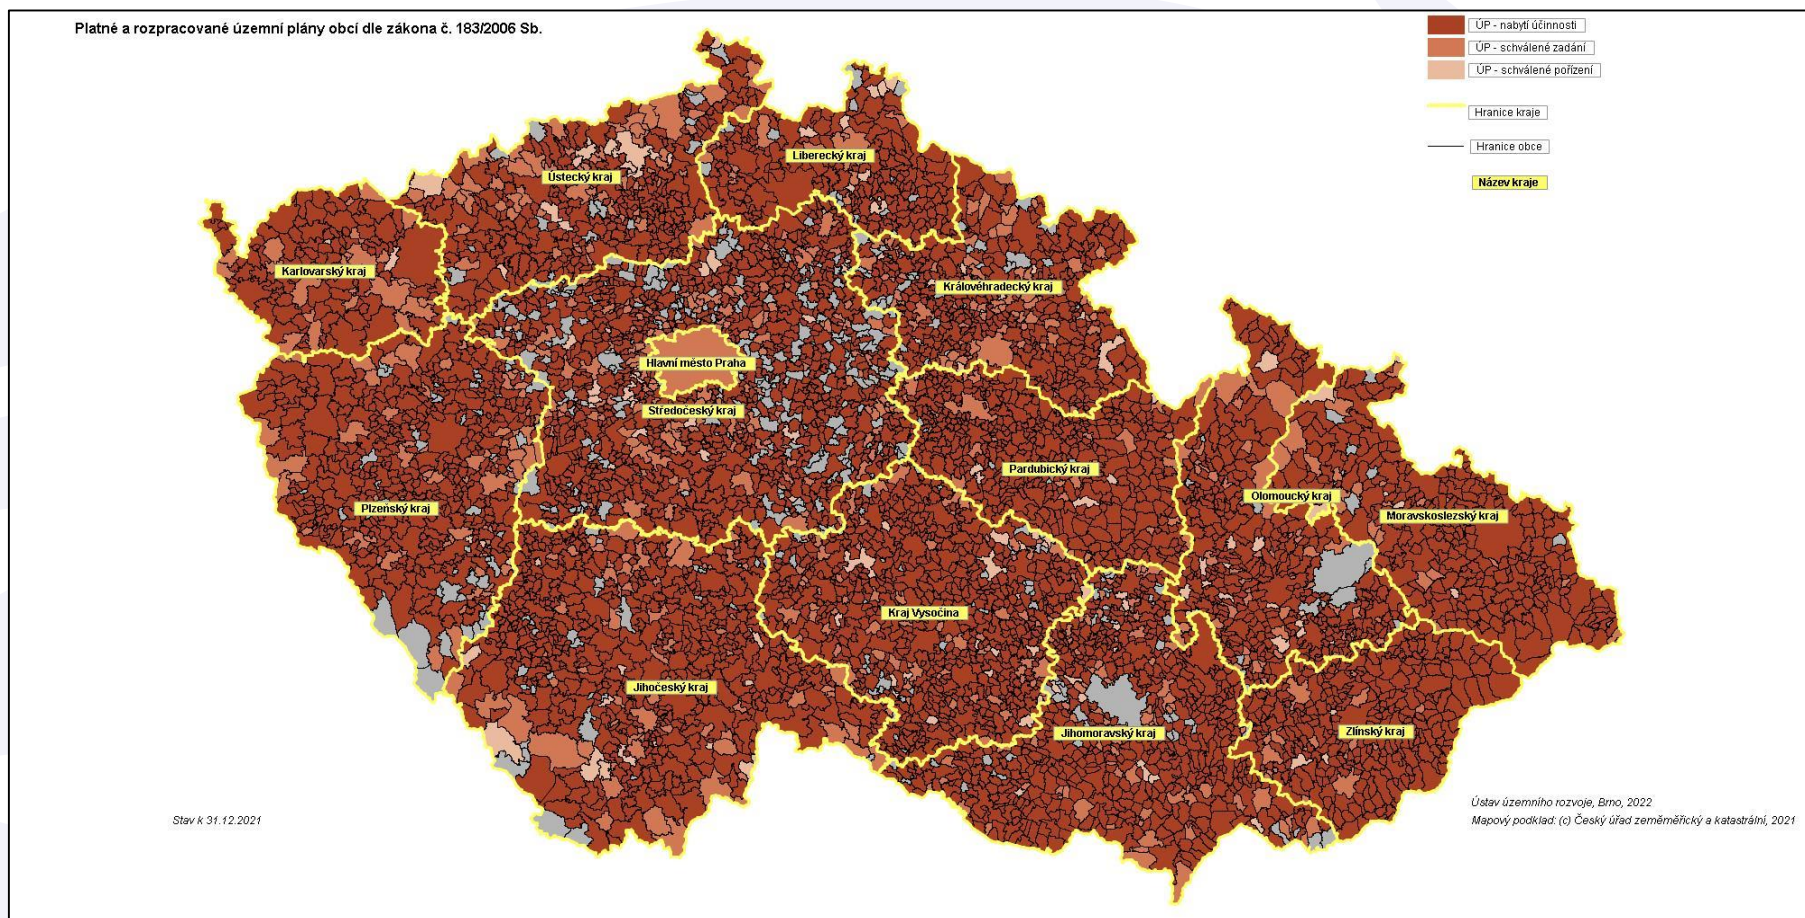 Platné a rozpracované územní plány obcí dle zákona č. 183/2006 Sb.
ÚP - nabytí účinnosti
ÚP - schválené zadání
ÚP - schválené pořízení
Hranice kraje
Hranice obce
Název kraje
Liberecký kraj
Ústecký kraj
Karlovarský kraj
Královéhradecký kraj
Hlavní město Praha
Středočeský kraj
Pardubický kraj
Olomoucký kraj
Plzeňský kraj
Moravskoslezský kraj
Kraj Vysočina
Jihočeský kraj
Jihomoravský kraj
Zlínský kraj
Stav k 31.12.2021
Ústav územního rozvoje, Brno, 2022
Mapový podklad: (c) Český úřad zeměměřický a katastrální, 2021